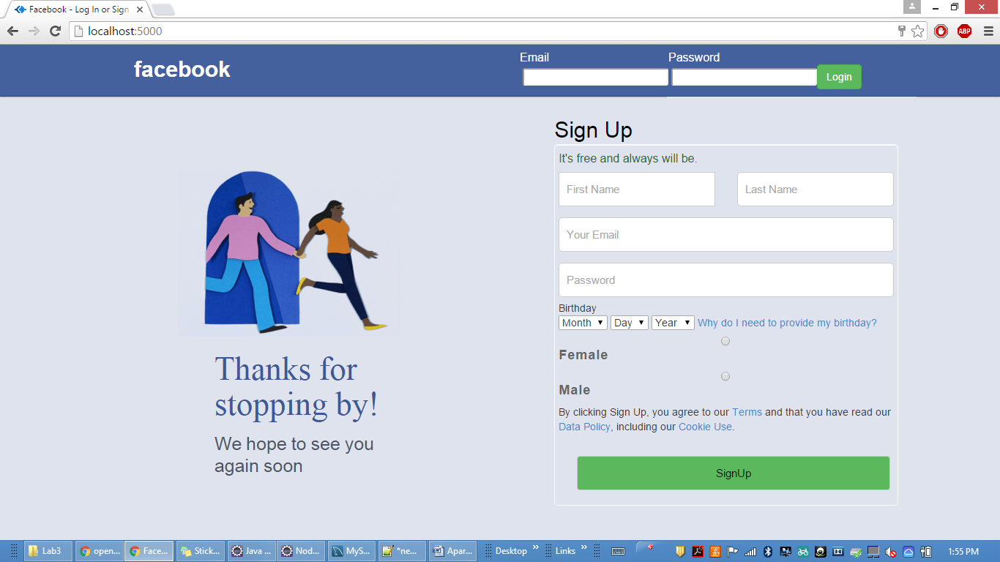 Facebook - Log In or Sign
localhost:5000
ABP
facebook
Email
Password
Login
Sign Up
It's free and always will be.
First Name
Last Name
Your Email
Password
Birthday
Month Day Year Why do I need to provide my birthday?
Female
Male
By clicking Sign Up, you agree to our Terms and that you have read our
Data Policy, including our Cookie Use.
SignUp
Thanks for
stopping by!
We hope to see you
again soon
Lab3
open...
Face...
Stick...
Java ...
Nod...
MyS...
*ne...
Apar...
Desktop
Links
1:55 PM